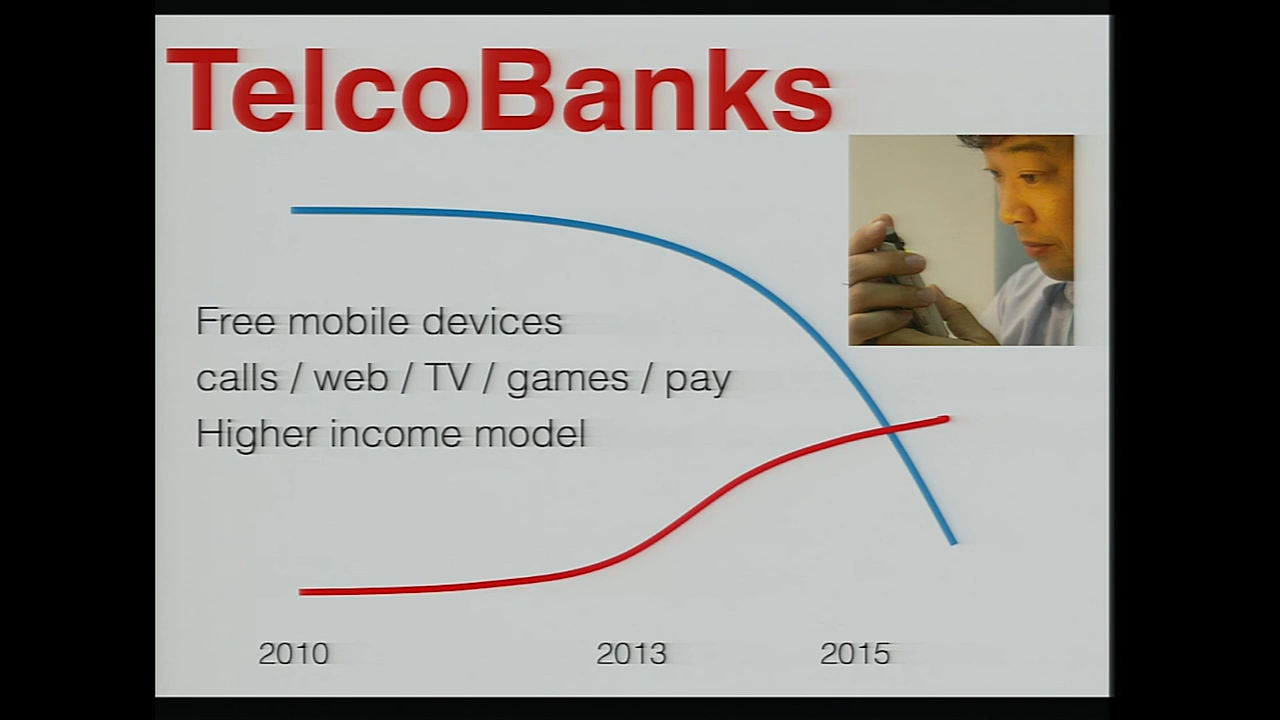 TelcoBanks
Free mobile devices
calls / web / TV / games / pay
Higher income model
2010 2013 2015